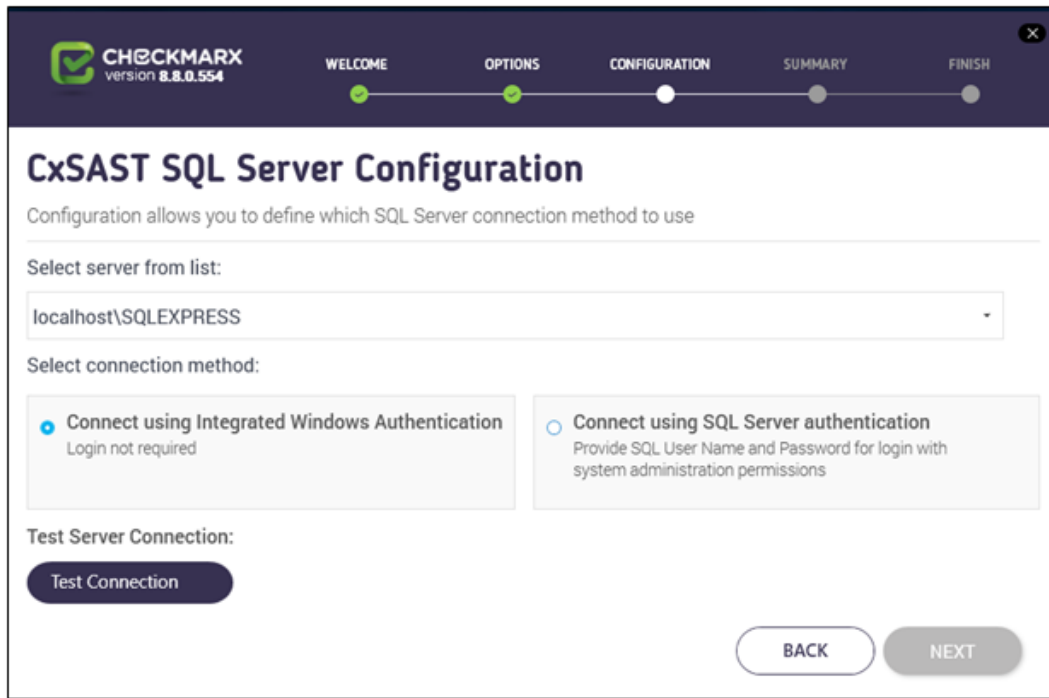 CHECKMARX
version 8.8.0.554
WELCOME
OPTIONS
CONFIGURATION
SUMMARY
FINISH
CxSAST SQL Server Configuration
Configuration allows you to define which SQL Server connection method to use
Select server from list:
localhost\SQLEXPRESS
Select connection method:
Connect using Integrated Windows Authentication
Login not required
Connect using SQL Server authentication
Provide SQL User Name and Password for login with
system administration permissions
Test Server Connection:
Test Connection
BACK
NEXT